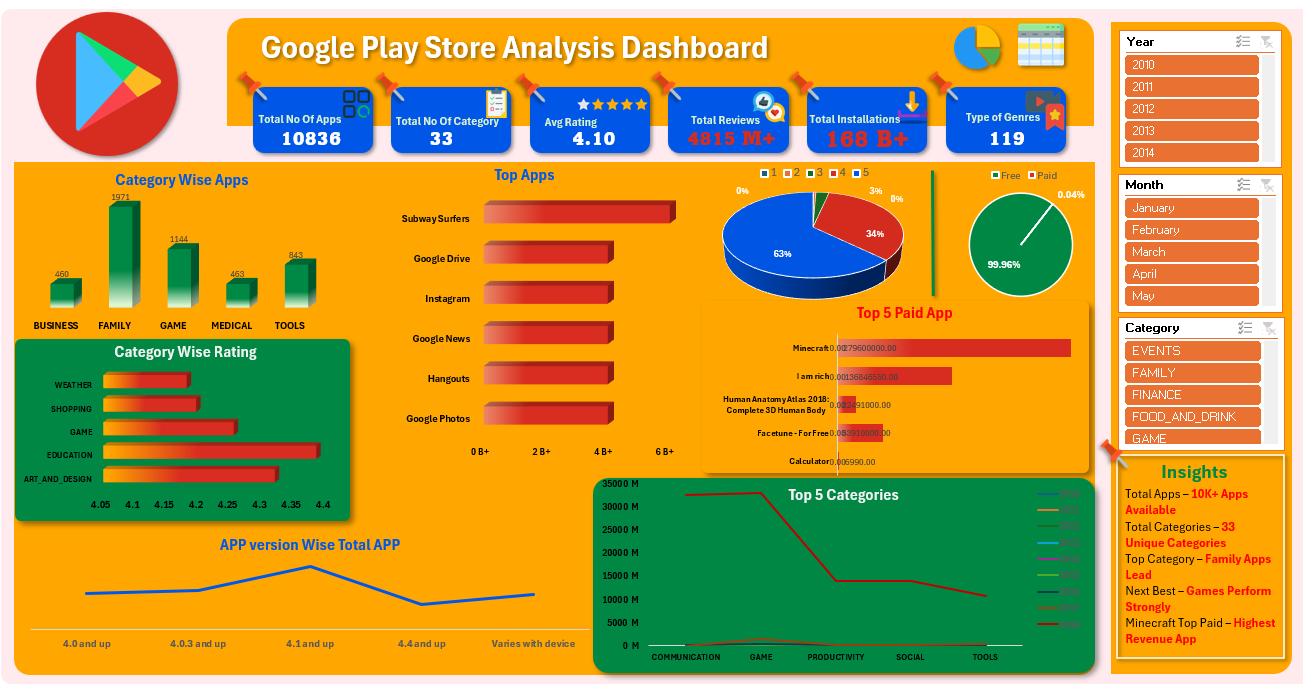 Google Play Store Analysis Dashboard
Total No Of Apps
10836
Total No Of Category
33
Avg Rating
4.10
Total Reviews
4815 M+
Total Installations
168 B+
Type of Genres
119
Year
2010
2011
2012
2013
2014
Month
January
February
March
April
May
Category
EVENTS
FAMILY
FINANCE
FOOD_AND_DRINK
GAME
Category Wise Apps
460
1971
1144
463
843
BUSINESS
FAMILY
GAME
MEDICAL
TOOLS
Top Apps
Subway Surfers
Google Drive
Instagram
Google News
Hangouts
Google Photos
0 B+
2 B+
4 B+
6 B+
1 2 3 4 5
0%
3%
0%
34%
63%
Free Paid
0.04%
99.96%
Category Wise Rating
WEATHER
SHOPPING
GAME
EDUCATION
ART_AND_DESIGN
4.05 4.1 4.15 4.2 4.25 4.3 4.35 4.4
Top 5 Paid App
Minecraft
I am rich
Human Anatomy Atlas 2018:
Complete 3D Human Body
Facetune - For Free
Calculator
APP version Wise Total APP
4.0 and up
4.0.3 and up
4.1 and up
4.4 and up
Varies with device
Top 5 Categories
35000 M
30000 M
25000 M
20000 M
15000 M
10000 M
5000 M
0 M
COMMUNICATION
GAME
PRODUCTIVITY
SOCIAL
TOOLS
Insights
Total Apps – 10K+ Apps
Available
Total Categories – 33
Unique Categories
Top Category – Family Apps
Lead
Next Best – Games Perform
Strongly
Minecraft Top Paid – Highest
Revenue App